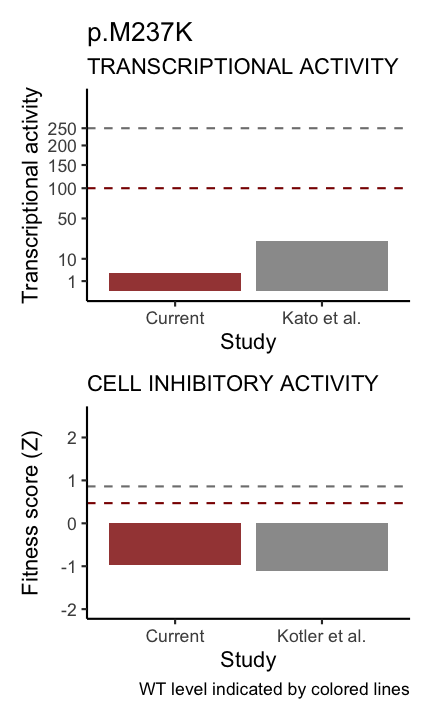 p.M237K
TRANSCRIPTIONAL ACTIVITY
Transcriptional activity
250
200
150
100
50
10
1
Current
Kato et al.
Study
CELL INHIBITORY ACTIVITY
Fitness score (Z)
2
1
0
-1
-2
Current
Kotler et al.
Study
WT level indicated by colored lines